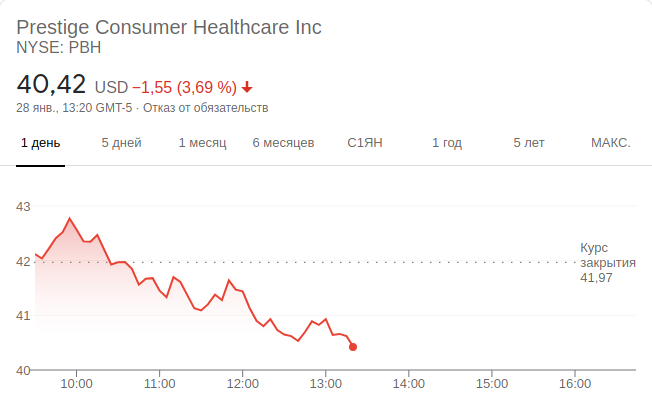 Prestige Consumer Healthcare Inc
NYSE: PBH
40,42 USD −1,55 (3,69 %)
28 янв., 13:20 GMT-5 · Отказ от обязательств
1 день 5 дней 1 месяц 6 месяцев С1ЯН 1 год 5 лет МАКС.
43
42
41
40
Курс
закрытия
41,97
10:00 11:00 12:00 13:00 14:00 15:00 16:00